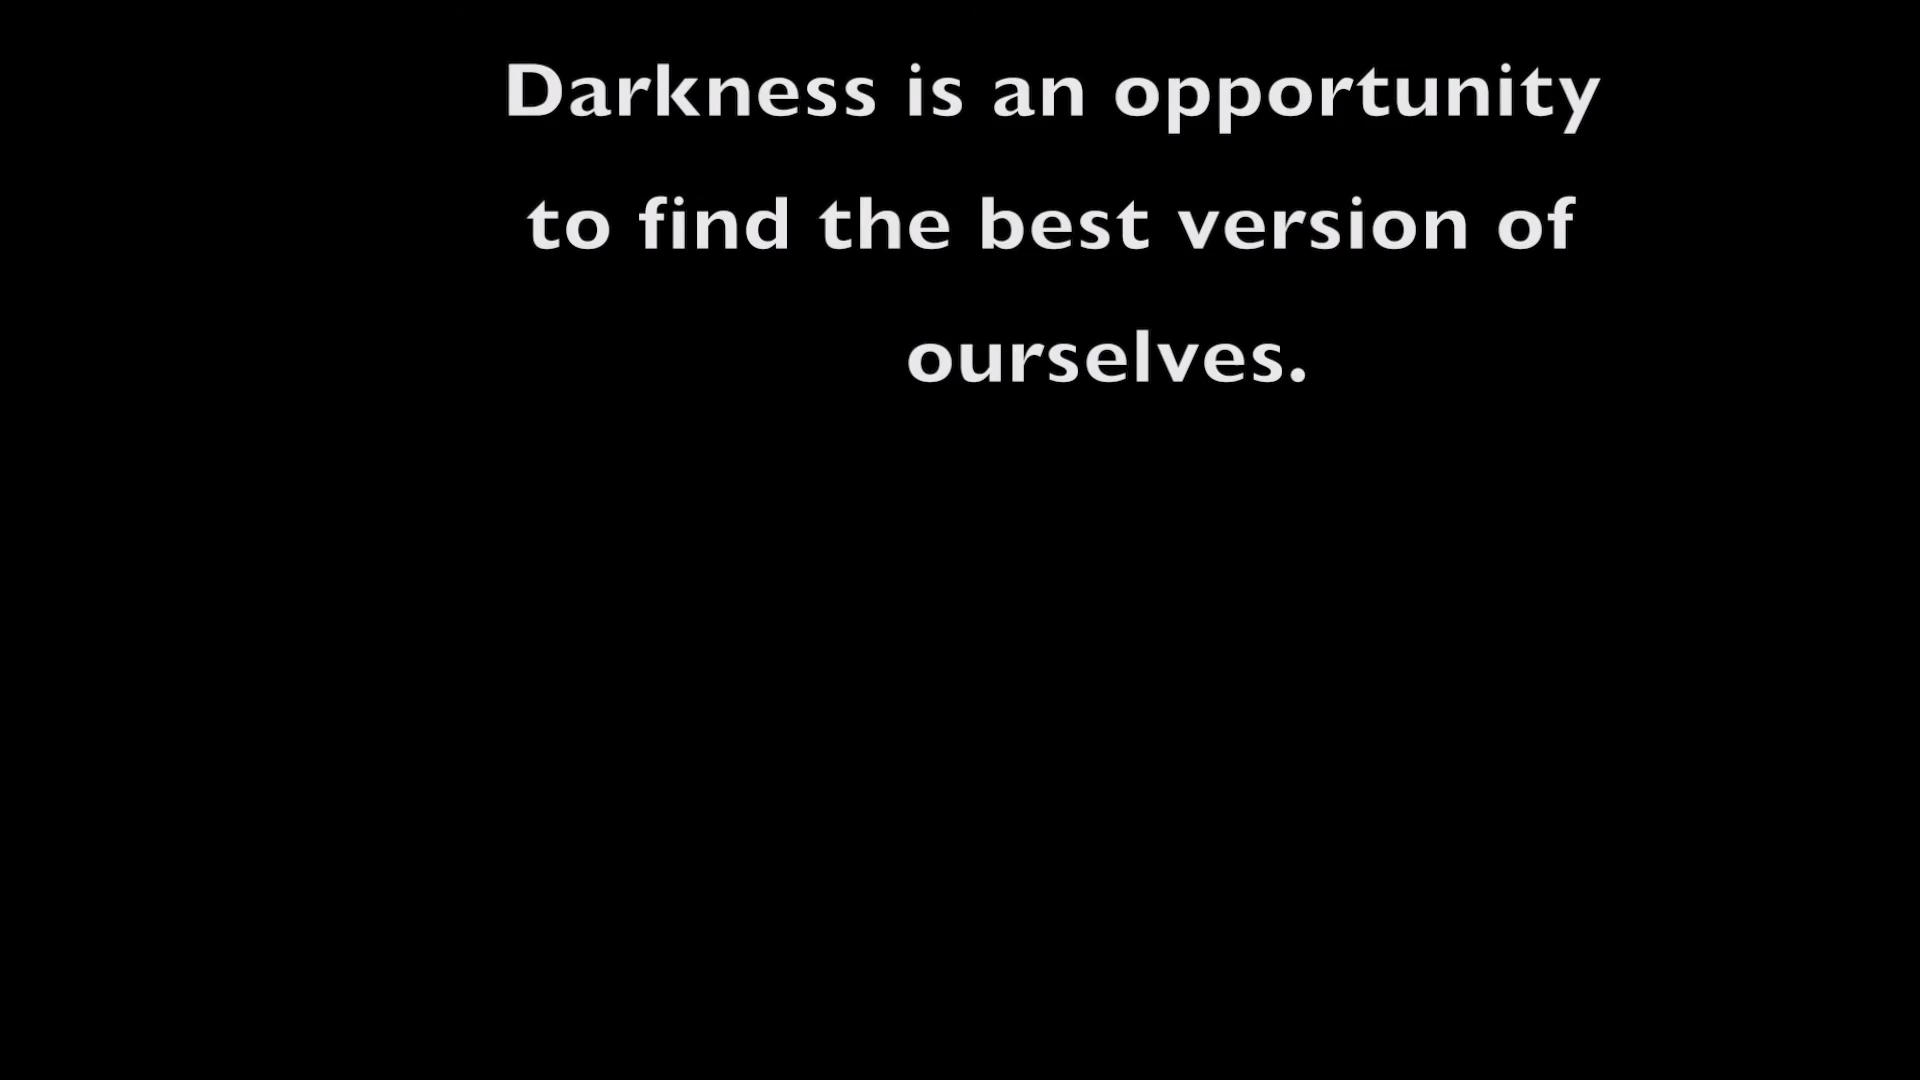 Darkness is an opportunity
to find the best version of
ourselves.